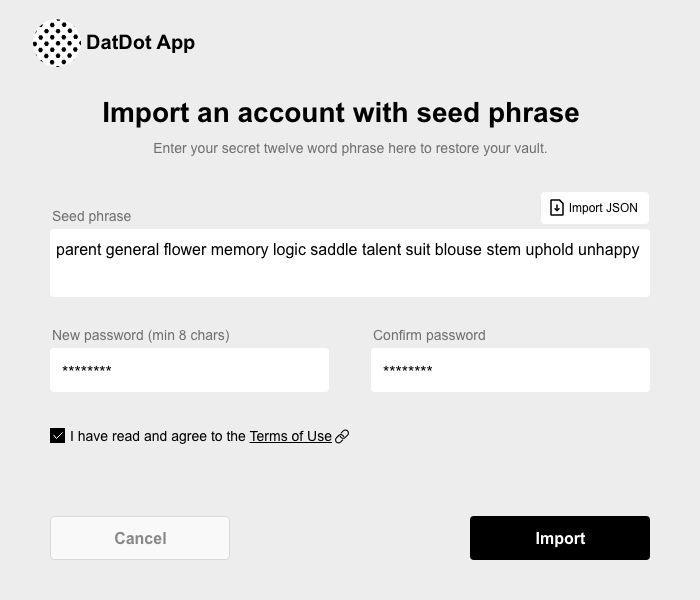 DatDot App
Import an account with seed phrase
Enter your secret twelve word phrase here to restore your vault.
Import JSON
Seed phrase
parent general flower memory logic saddle talent suit blouse stem uphold unhappy
New password (min 8 chars)
Confirm password
********
********
I have read and agree to the Terms of Use
Cancel
Import